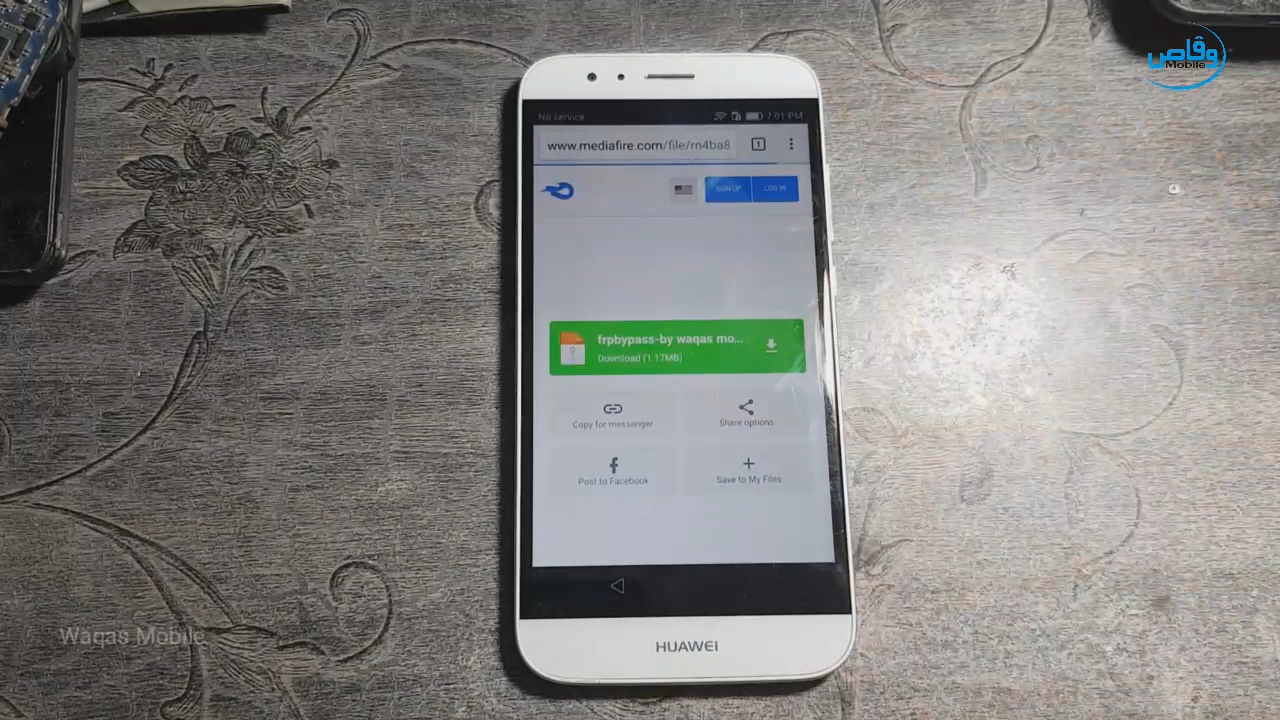 وقاص
Mobile
No service
7:01 PM
www.mediafire.com/file/rn4ba8
1
SIGN UP
LOG IN
frpbypass-by waqas mo...
Download (1.17MB)
Copy for messenger
Share options
Post to Facebook
Save to My Files
HUAWEI
Waqas Mobile